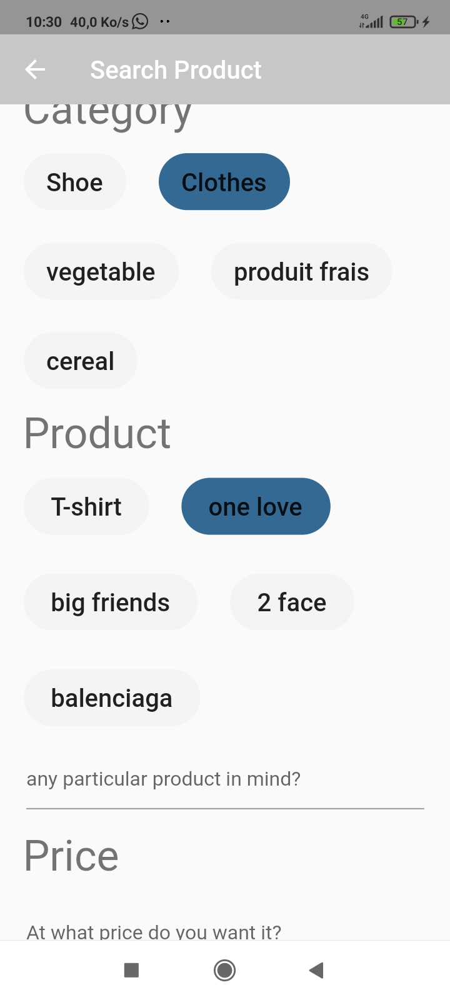 10:30 40,0 Ko/s 4G 57
Search Product
Category
Shoe Clothes
vegetable produit frais
cereal
Product
T-shirt one love
big friends 2 face
balenciaga
any particular product in mind?
Price
At what price do you want it?